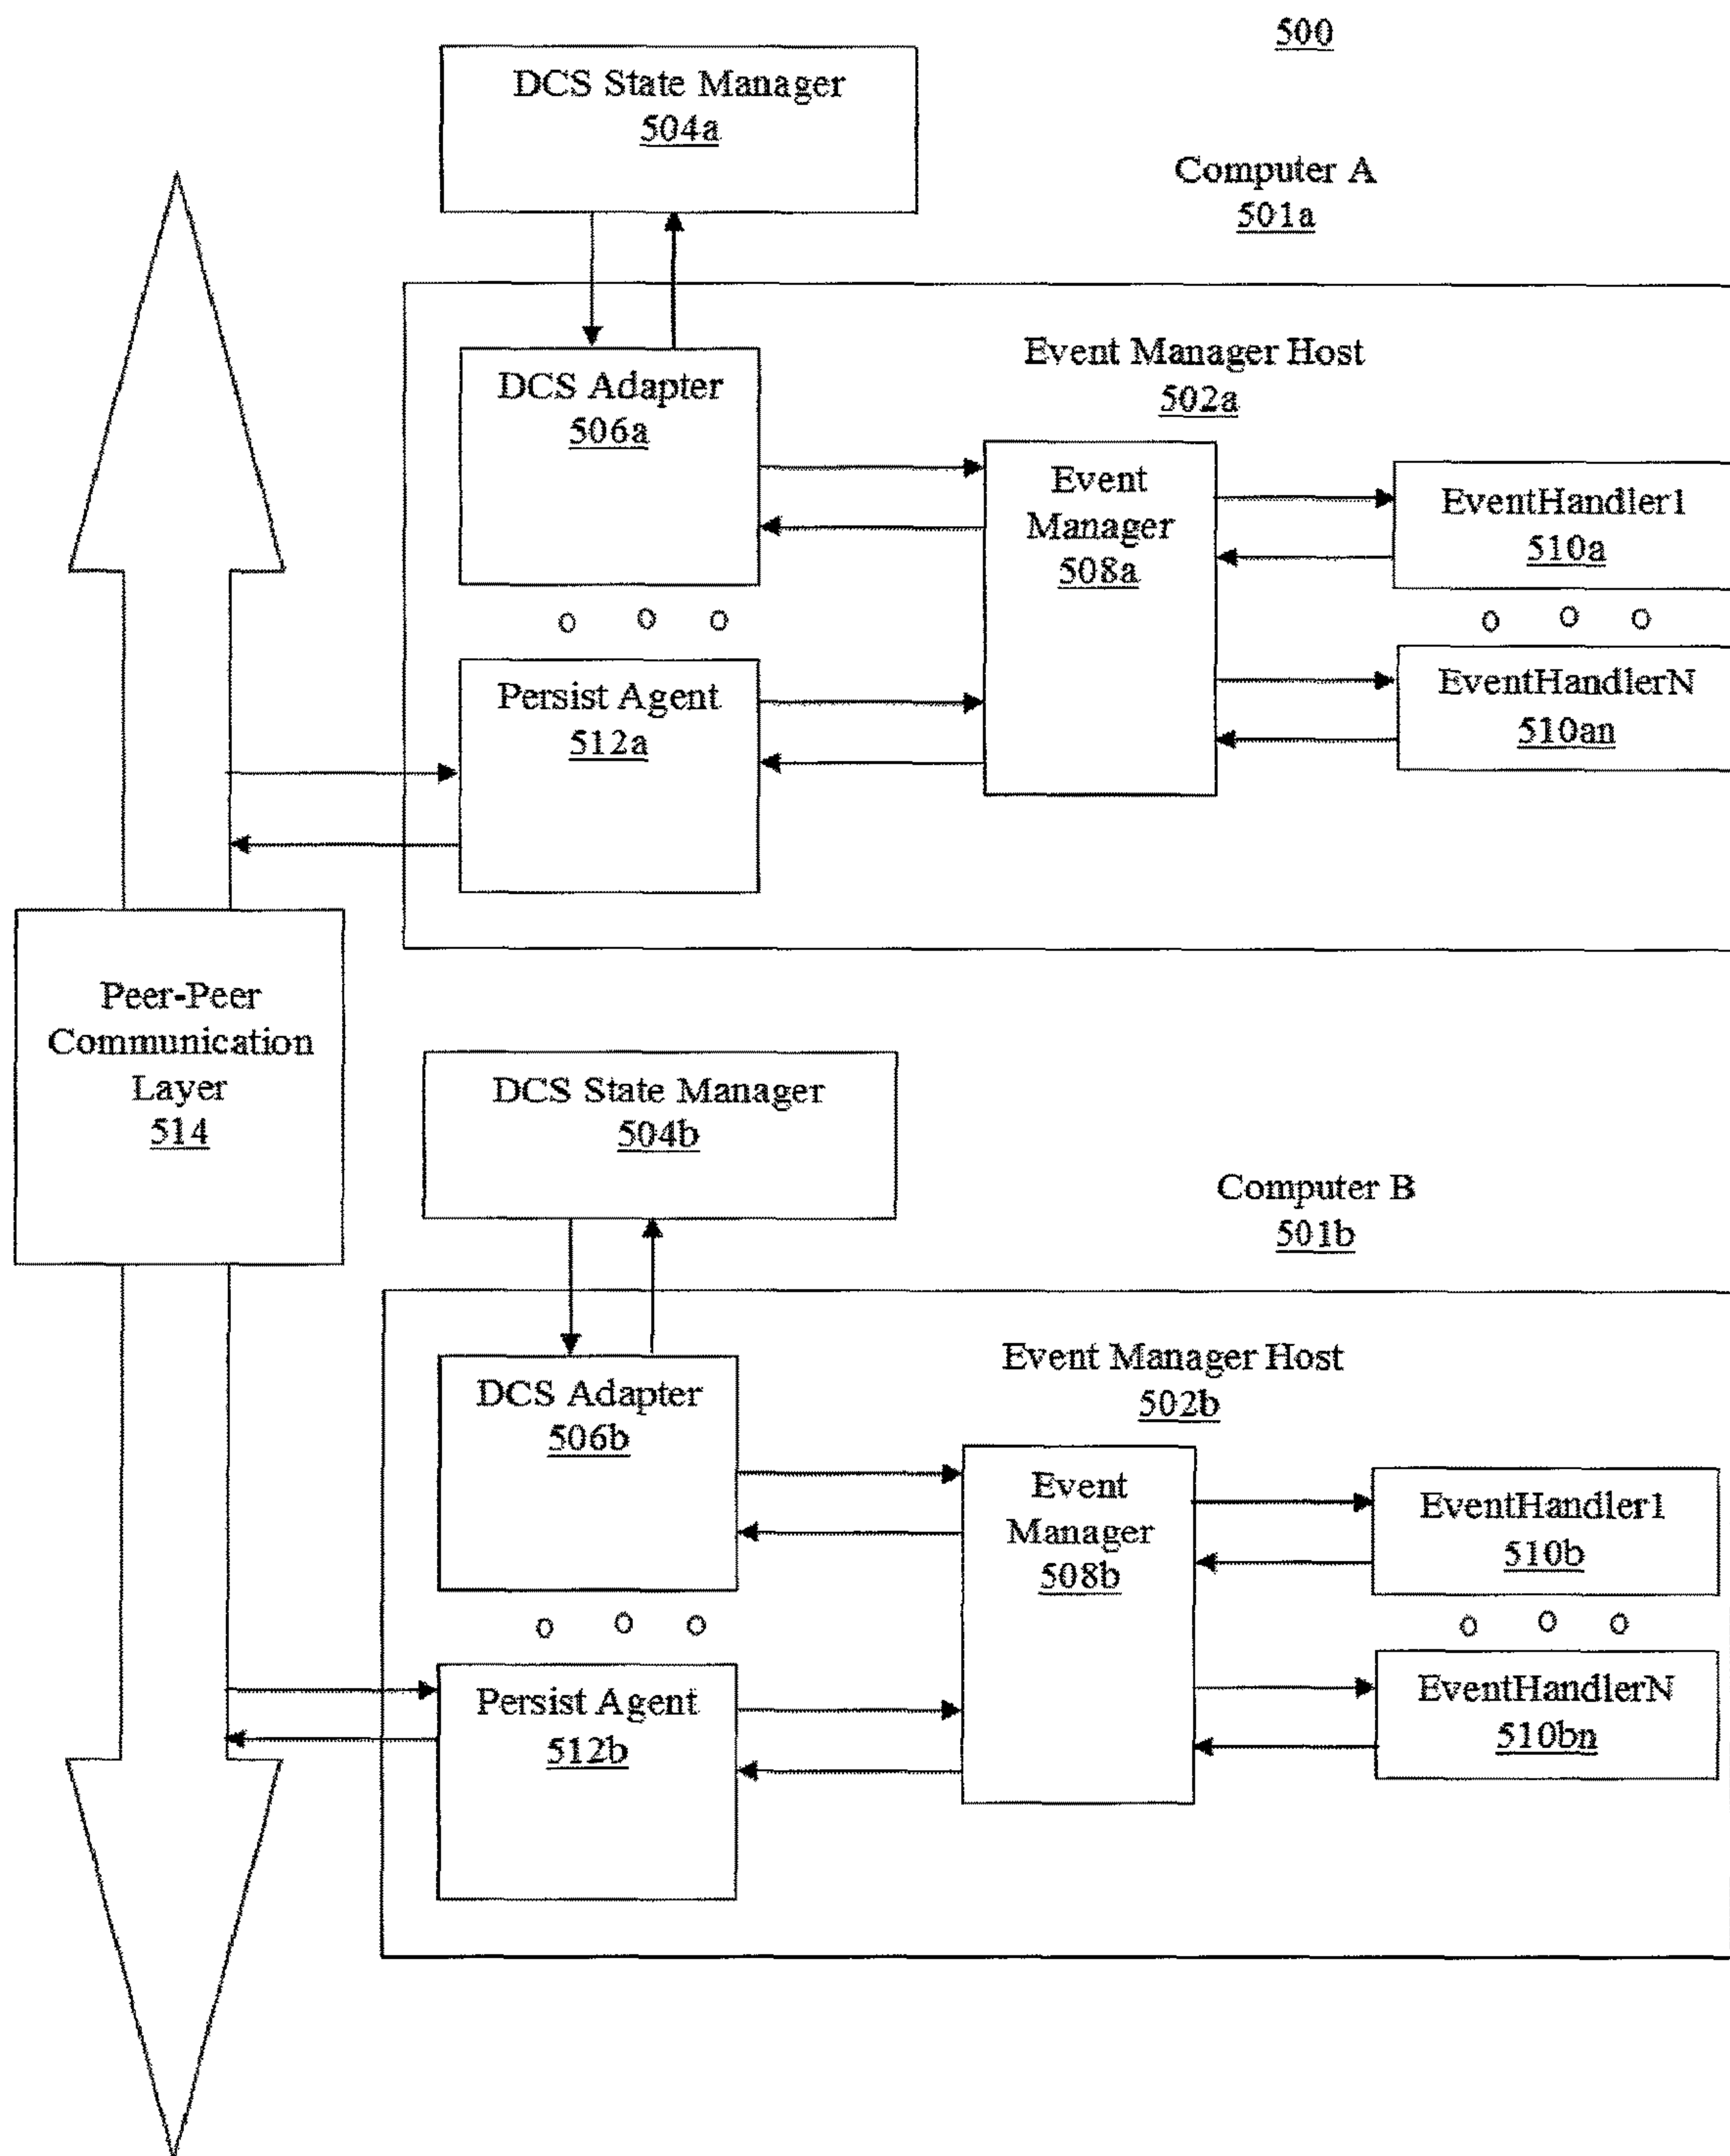 500
DCS State Manager
504a
Computer A
501a
Event Manager Host
502a
DCS Adapter
506a
Event
Manager
508a
EventHandler1
510a
Persist Agent
512a
EventHandlerN
510an
Peer-Peer
Communication
Layer
514
DCS State Manager
504b
Computer B
501b
Event Manager Host
502b
DCS Adapter
506b
Event
Manager
508b
EventHandler1
510b
Persist Agent
512b
EventHandlerN
510bn